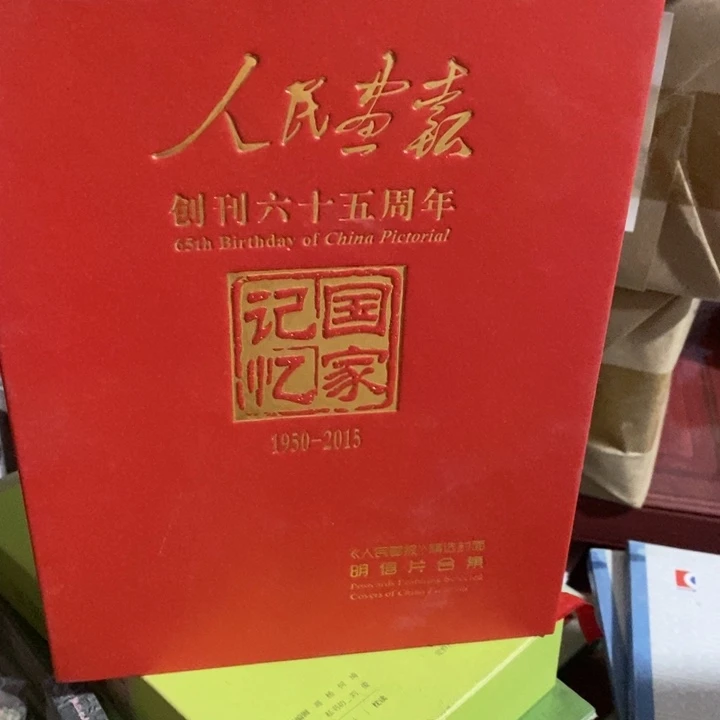 人民画報
创刊六十五周年
65th Birthday of China Pictorial
国家
记忆
1950-2015
《人民画报》精选封面
明信片合集
Postcards Featuring Selected
Covers of China Pictorial